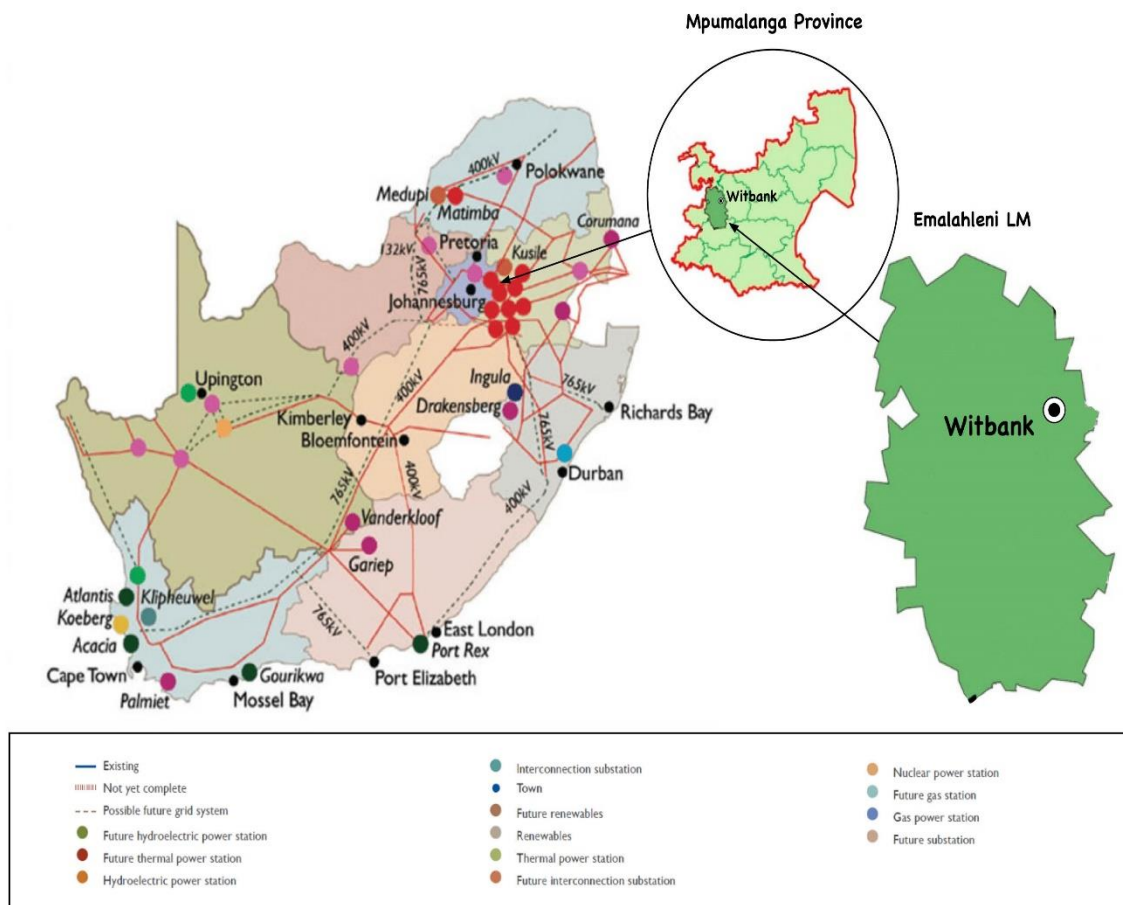 Mpumalanga Province
Witbank
Emalahleni LM
Witbank
400kV
Polokwane
Medupi
Matimba
Corumana
132kV
Pretoria
Kusile
765kV
Johannesburg
400kV
Upington
400kV
Ingula
765kV
Kimberley
Drakensberg
Richards Bay
Bloemfontein
765kV
400kV
Durban
765kV
400kV
Vanderkloof
Gariep
Atlantis
Klipheuwel
Koeberg
765kV
East London
Acacia
Port Rex
Cape Town
Gourikwa
Port Elizabeth
Palmiet
Mossel Bay
Existing
Not yet complete
Possible future grid system
Future hydroelectric power station
Future thermal power station
Hydroelectric power station
Interconnection substation
Town
Future renewables
Renewables
Thermal power station
Future interconnection substation
Nuclear power station
Future gas station
Gas power station
Future substation